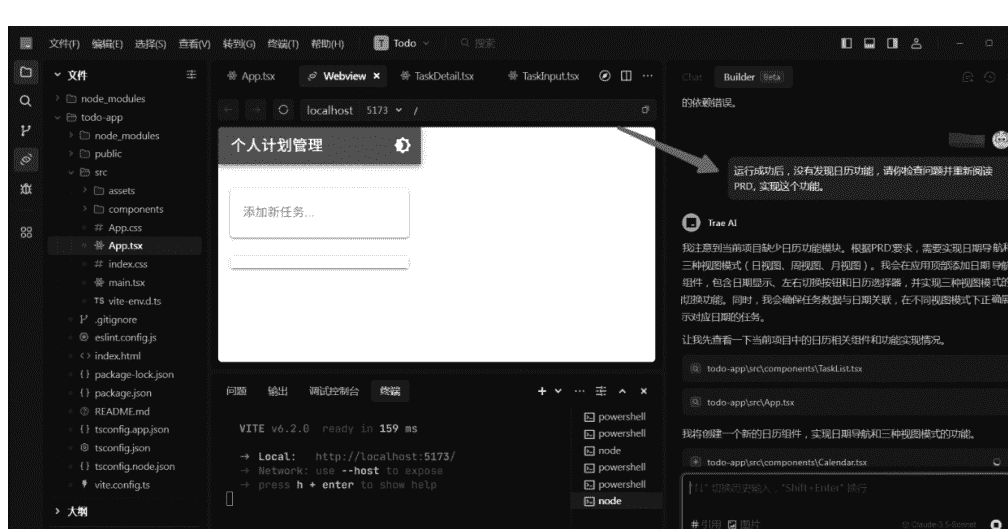 文件(F) 编辑(E) 选择(S) 查看(V) 转到(G) 终端(T) 帮助(H) T Todo 搜索
文件
node_modules
todo-app
node_modules
public
src
assets
components
# App.css
App.tsx
# index.css
main.tsx
TS vite-env.d.ts
.gitignore
eslint.config.js
<> index.html
{} package-lock.json
{} package.json
README.md
{} tsconfig.app.json
tsconfig.json
{} tsconfig.node.json
vite.config.ts
大纲
App.tsx Webview × TaskDetail.tsx TaskInput.tsx
localhost 5173 /
个人计划管理
添加新任务...
问题 输出 调试控制台 终端
VITE v6.2.0 ready in 159 ms
→ Local: http://localhost:5173/
→ Network: use --host to expose
→ press h + enter to show help
powershell
powershell
node
powershell
powershell
node
Chat Builder Beta
的依赖错误。
运行成功后，没有发现日历功能，请你检查问题并重新阅读
PRD, 实现这个功能。
Trae AI
我注意到当前项目缺少日历功能模块。根据PRD要求，需要实现日期导航和
三种视图模式（日视图、周视图、月视图）。我会在应用顶部添加日期导航
组件，包含日期显示、左右切换按钮和日历选择器，并实现三种视图模式的
切换功能。同时，我会确保任务数据与日期关联，在不同视图模式下正确显
示对应日期的任务。
让我先查看一下当前项目中的日历相关组件和功能实现情况。
todo-app\src\components\TaskList.tsx
todo-app\src\App.tsx
我将创建一个新的日历组件，实现日期导航和三种视图模式的功能。
todo-app\src\components\Calendar.tsx
切换历史输入，"Shift+Enter" 换行
# 引用 图片 Claude-3.5-Sonnet